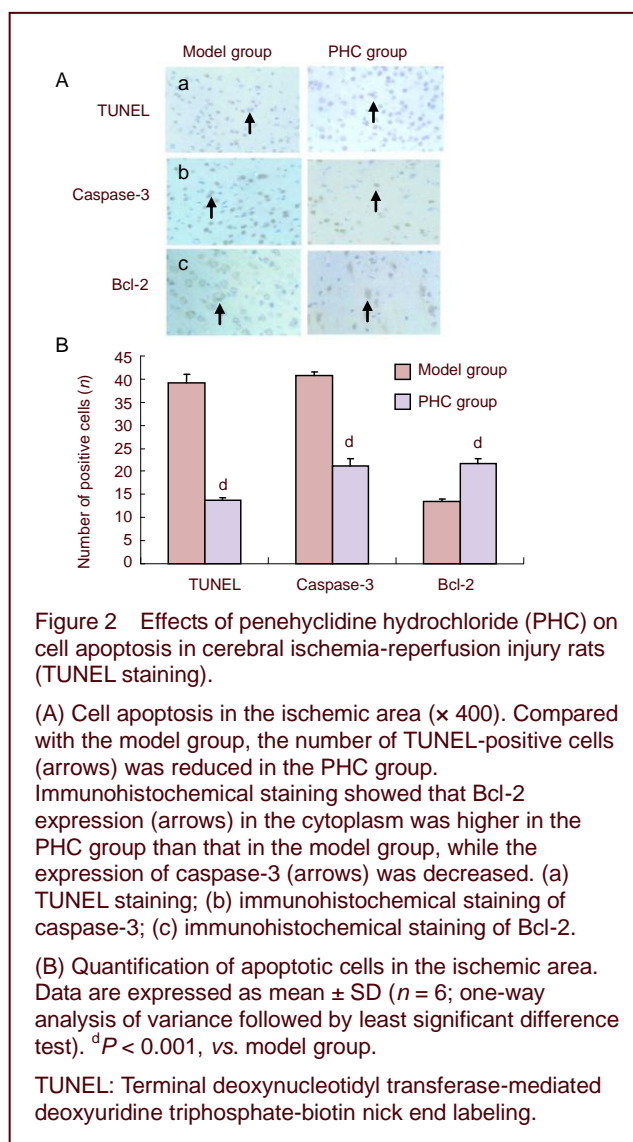 Model group PHC group
A
a
TUNEL
b
Caspase-3
c
Bcl-2
B
45
40
35
30
25
20
15
10
5
0
Number of positive cells (n)
Model group
PHC group
d
d
d
TUNEL Caspase-3 Bcl-2
Figure 2 Effects of penehyclidine hydrochloride (PHC) on
cell apoptosis in cerebral ischemia-reperfusion injury rats
(TUNEL staining).
(A) Cell apoptosis in the ischemic area (× 400). Compared
with the model group, the number of TUNEL-positive cells
(arrows) was reduced in the PHC group.
Immunohistochemical staining showed that Bcl-2
expression (arrows) in the cytoplasm was higher in the
PHC group than that in the model group, while the
expression of caspase-3 (arrows) was decreased. (a)
TUNEL staining; (b) immunohistochemical staining of
caspase-3; (c) immunohistochemical staining of Bcl-2.
(B) Quantification of apoptotic cells in the ischemic area.
Data are expressed as mean ± SD (n = 6; one-way
analysis of variance followed by least significant difference
test). dP < 0.001, vs. model group.
TUNEL: Terminal deoxynucleotidyl transferase-mediated
deoxyuridine triphosphate-biotin nick end labeling.